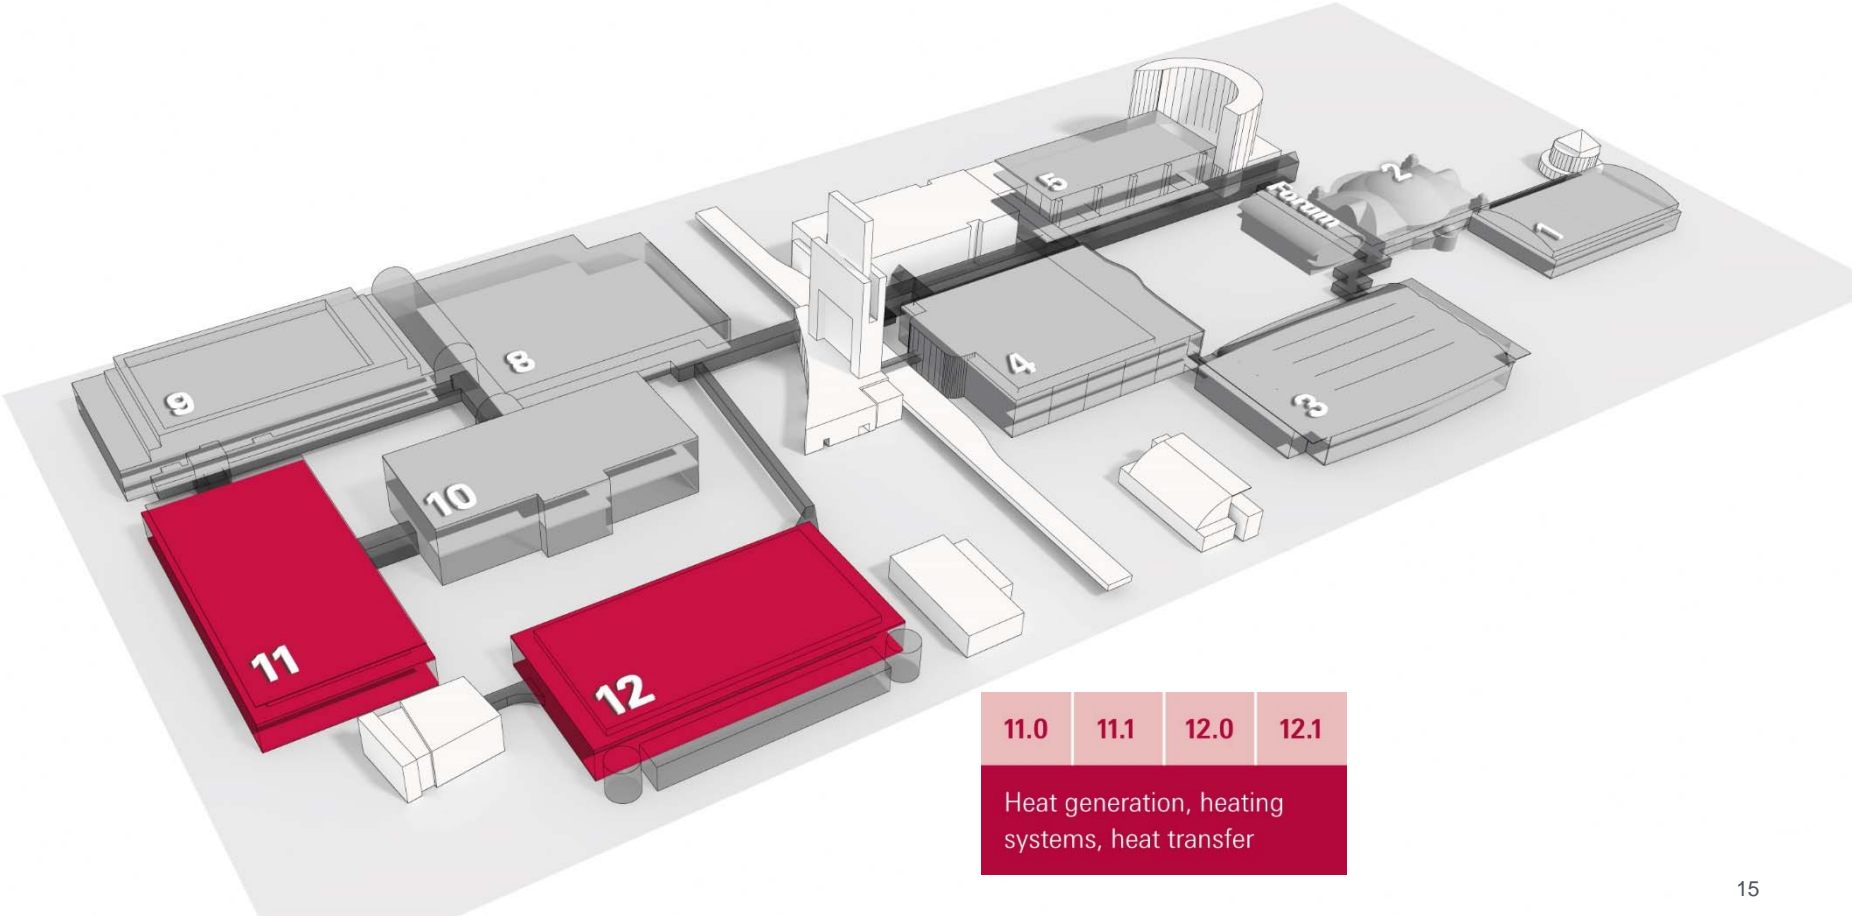 5
Forum
2
1
9
8
4
3
10
11
12
11.0 11.1 12.0 12.1
Heat generation, heating
systems, heat transfer
15